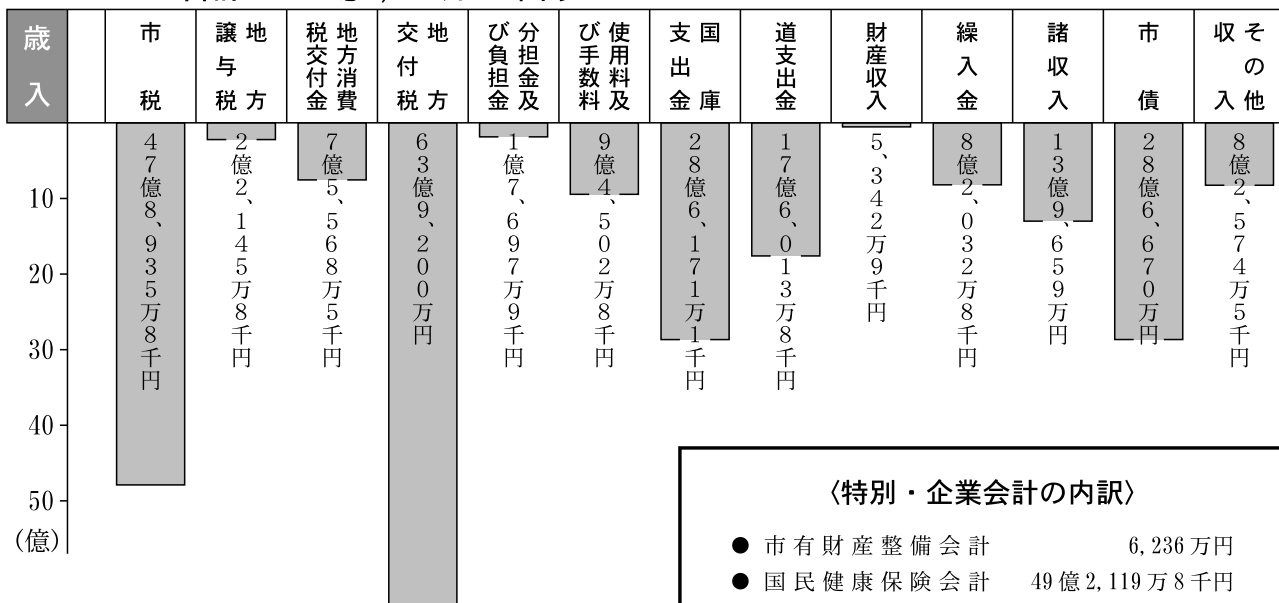 歳入
市税
地方譲与税
地方消費税交付金
地方交付税
分担金及び負担金
使用料及び手数料
国庫支出金
道支出金
財産収入
繰入金
諸収入
市債
その他収入
47億8、935万8千円
2億2、145万8千円
7億5、568万5千円
63億9、200万円
1億7、697万9千円
9億4、502万8千円
28億6、171万1千円
17億6、013万8千円
5、342万9千円
8億2、032万8千円
13億9、659万円
28億6、670万円
8億2、574万5千円
10
20
30
40
50
(億)
〈特別・企業会計の内訳〉
● 市有財産整備会計 6,236万円
● 国民健康保険会計 49億2,119万8千円